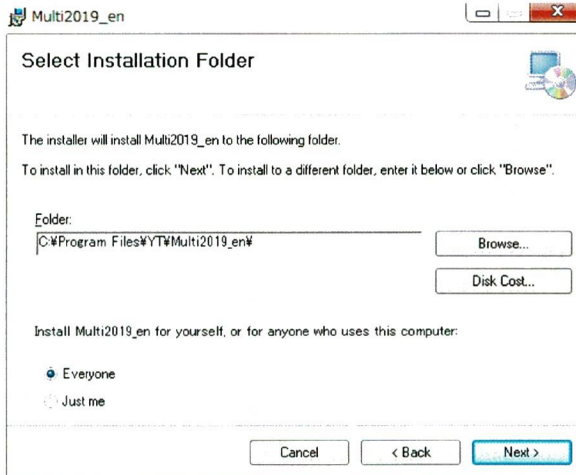 Multi2019_en
Select Installation Folder
The installer will install Multi2019_en to the following folder.
To install in this folder, click "Next". To install to a different folder, enter it below or click "Browse".
Folder:
C:¥Program Files¥YT¥Multi2019_en¥
Browse...
Disk Cost...
Install Multi2019_en for yourself, or for anyone who uses this computer:
Everyone
Just me
Cancel
< Back
Next >